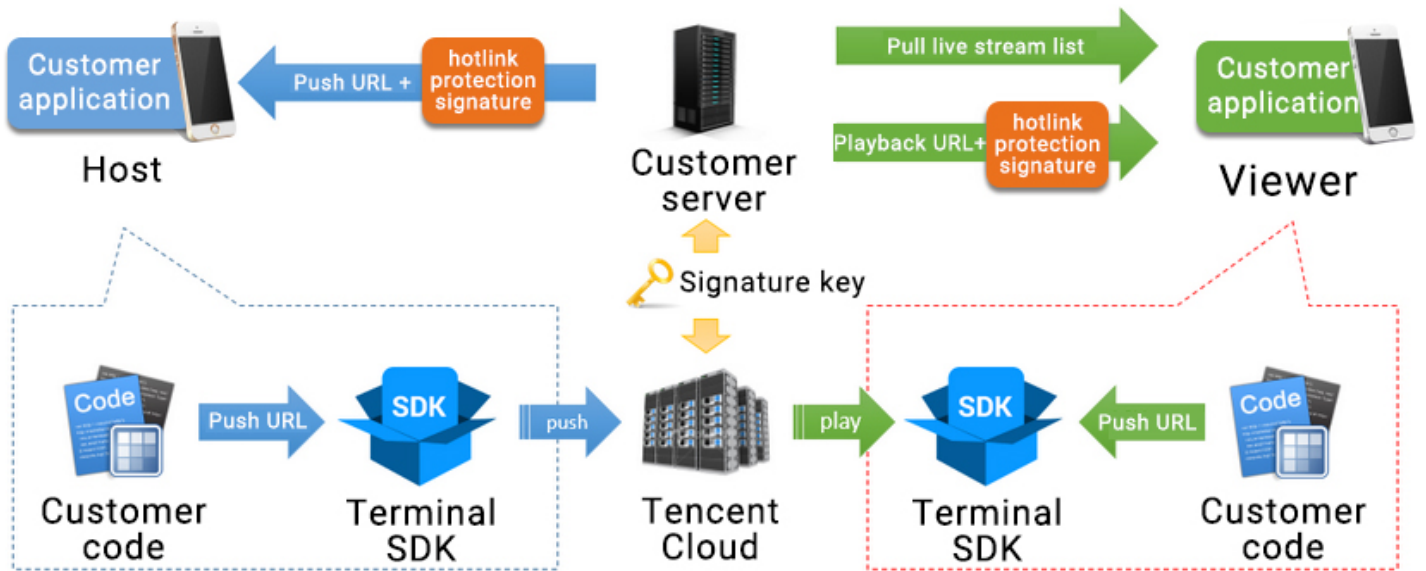 Customer
application
Host
Push URL +
hotlink
protection
signature
Customer
server
Pull live stream list
Playback URL+
hotlink
protection
signature
Customer
application
Viewer
Signature key
Code
Customer
code
Push URL
SDK
Terminal
SDK
push
Tencent
Cloud
play
SDK
Terminal
SDK
Push URL
Code
Customer
code